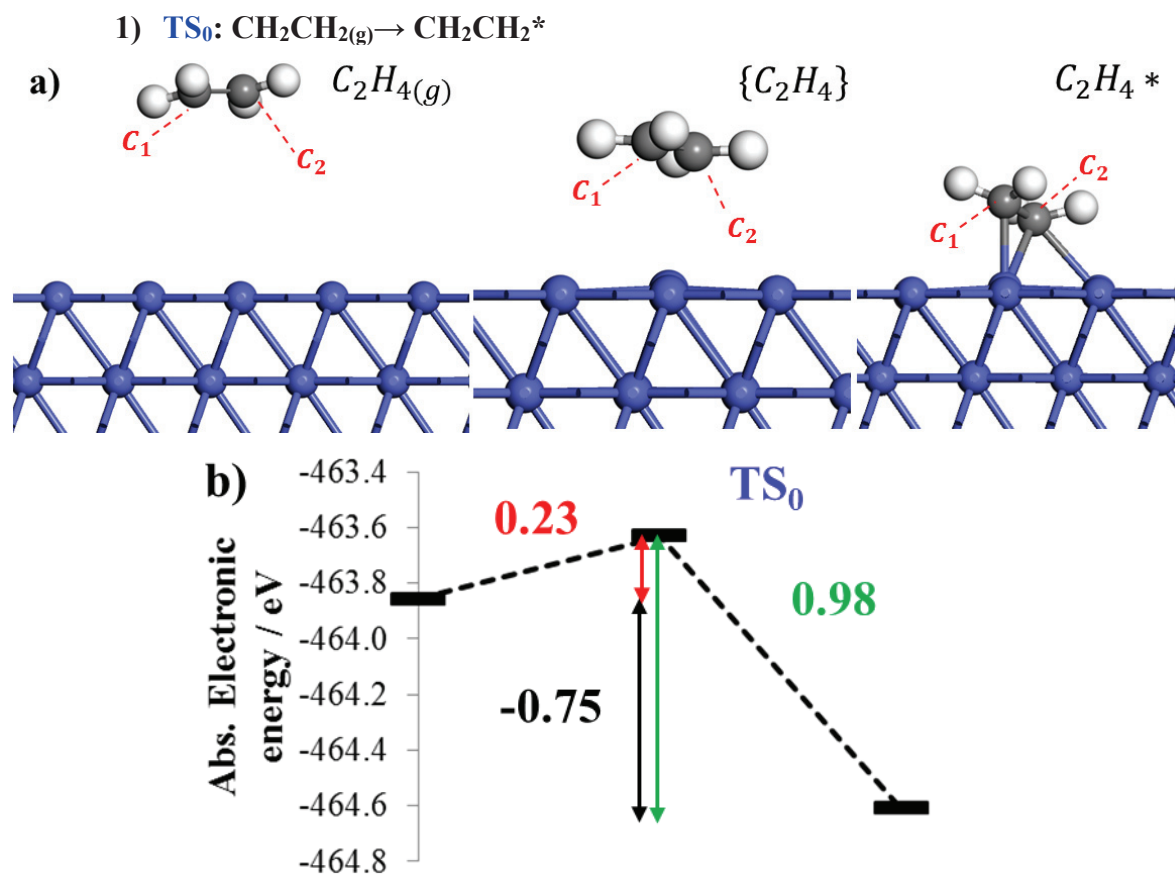 1) TS₀: CH₂CH₂₍g₎→ CH₂CH₂*
a)
C₂H₄₍g₎
{C₂H₄}
C₂H₄ *
C₁
C₂
C₁
C₂
C₁
C₂
b)
TS₀
Abs. Electronic
energy / eV
-463.4
-463.6
-463.8
-464.0
-464.2
-464.4
-464.6
-464.8
0.23
0.98
-0.75